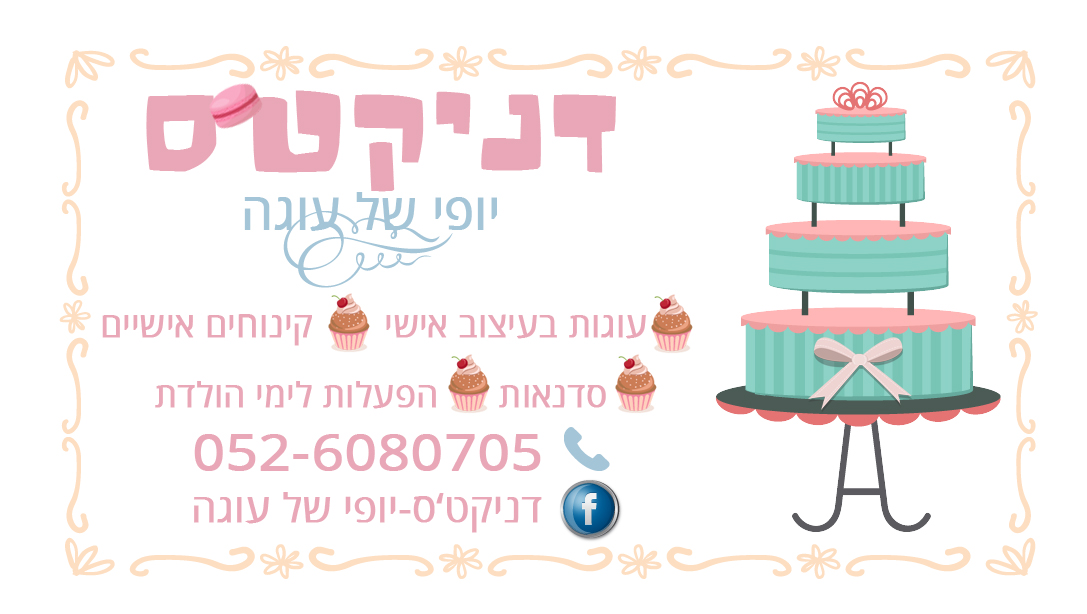 דניקט'ס
יופי של עוגה
עוגות בעיצוב אישי קינוחים אישיים
סדנאות הפעלות לימי הולדת
052-6080705
דניקט'ס-יופי של עוגה